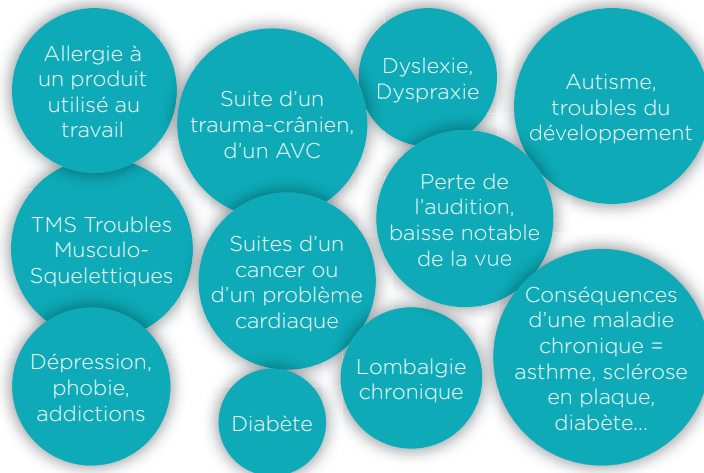 Allergie à
un produit
utilisé au
travail
Suite d’un
trauma-crânien,
d’un AVC
Dyslexie,
Dyspraxie
Autisme,
troubles du
développement
TMS Troubles
Musculo-
Squelettiques
Suites d’un
cancer ou
d’un problème
cardiaque
Perte de
l’audition,
baisse notable
de la vue
Conséquences
d’une maladie
chronique =
asthme, sclérose
en plaque,
diabète...
Dépression,
phobie,
addictions
Diabète
Lombalgie
chronique